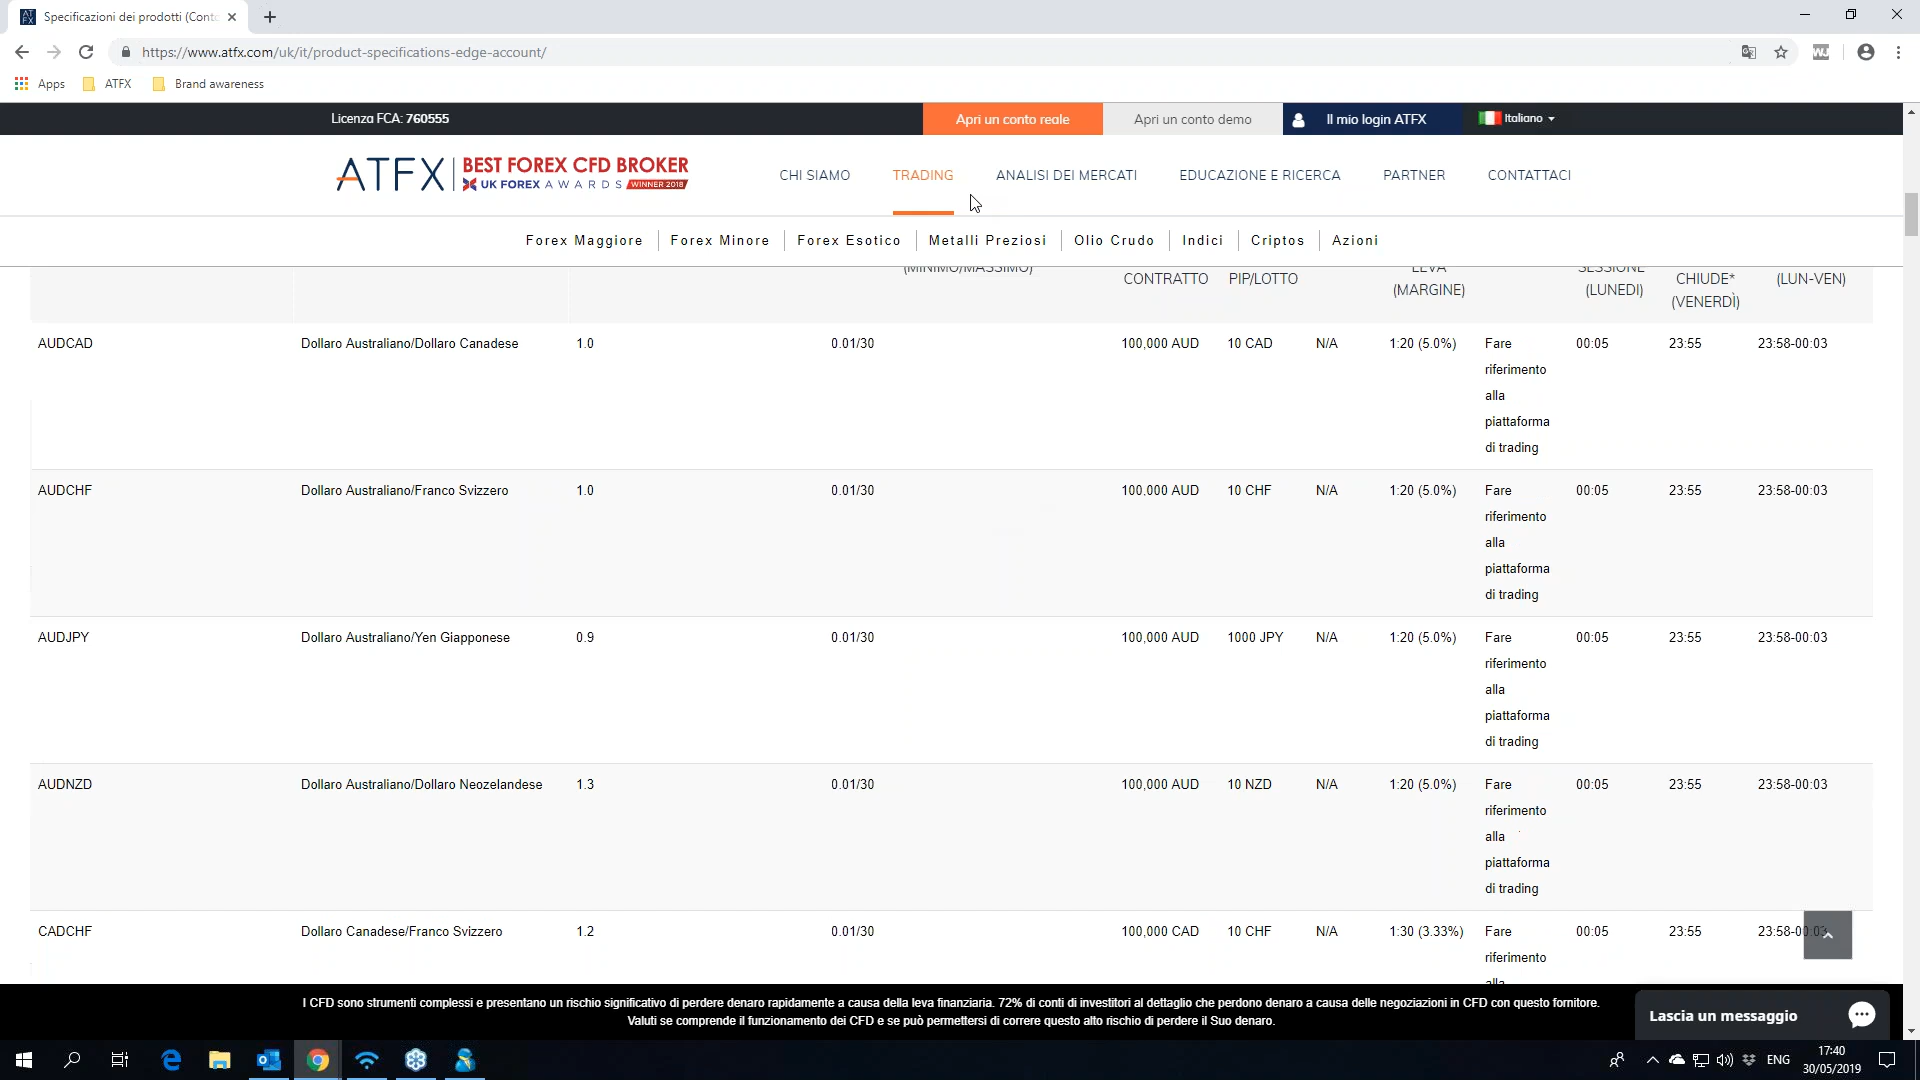 Specificazioni dei prodotti (Conto
https://www.atfx.com/uk/it/product-specifications-edge-account/
Apps ATFX Brand awareness
Licenza FCA: 760555 Apri un conto reale Apri un conto demo Il mio login ATFX Italiano
ATFX BEST FOREX CFD BROKER
UK FOREX AWARDS WINNER 2018
CHI SIAMO TRADING ANALISI DEI MERCATI EDUCAZIONE E RICERCA PARTNER CONTATTACI
Forex Maggiore Forex Minore Forex Esotico Metalli Preziosi Olio Crudo Indici Criptos Azioni
(MINIMO/MASSIMO) LEVA SESSIONE
CONTRATTO PIP/LOTTO CHIUDE* (LUN-VEN)
(MARGINE) (LUNEDI)
(VENERDÌ)
AUDCAD Dollaro Australiano/Dollaro Canadese 1.0 0.01/30 100,000 AUD 10 CAD N/A 1:20 (5.0%) Fare 00:05 23:55 23:58-00:03
riferimento
alla
piattaforma
di trading
AUDCHF Dollaro Australiano/Franco Svizzero 1.0 0.01/30 100,000 AUD 10 CHF N/A 1:20 (5.0%) Fare 00:05 23:55 23:58-00:03
riferimento
alla
piattaforma
di trading
AUDJPY Dollaro Australiano/Yen Giapponese 0.9 0.01/30 100,000 AUD 1000 JPY N/A 1:20 (5.0%) Fare 00:05 23:55 23:58-00:03
riferimento
alla
piattaforma
di trading
AUDNZD Dollaro Australiano/Dollaro Neozelandese 1.3 0.01/30 100,000 AUD 10 NZD N/A 1:20 (5.0%) Fare 00:05 23:55 23:58-00:03
riferimento
alla
piattaforma
di trading
CADCHF Dollaro Canadese/Franco Svizzero 1.2 0.01/30 100,000 CAD 10 CHF N/A 1:30 (3.33%) Fare 00:05 23:55 23:58-00:03
riferimento
alla
I CFD sono strumenti complessi e presentano un rischio significativo di perdere denaro rapidamente a causa della leva finanziaria. 72% di conti di investitori al dettaglio che perdono denaro a causa delle negoziazioni in CFD con questo fornitore.
Valuti se comprende il funzionamento dei CFD e se può permettersi di correre questo alto rischio di perdere il Suo denaro.
Lascia un messaggio
ENG
17:40
30/05/2019